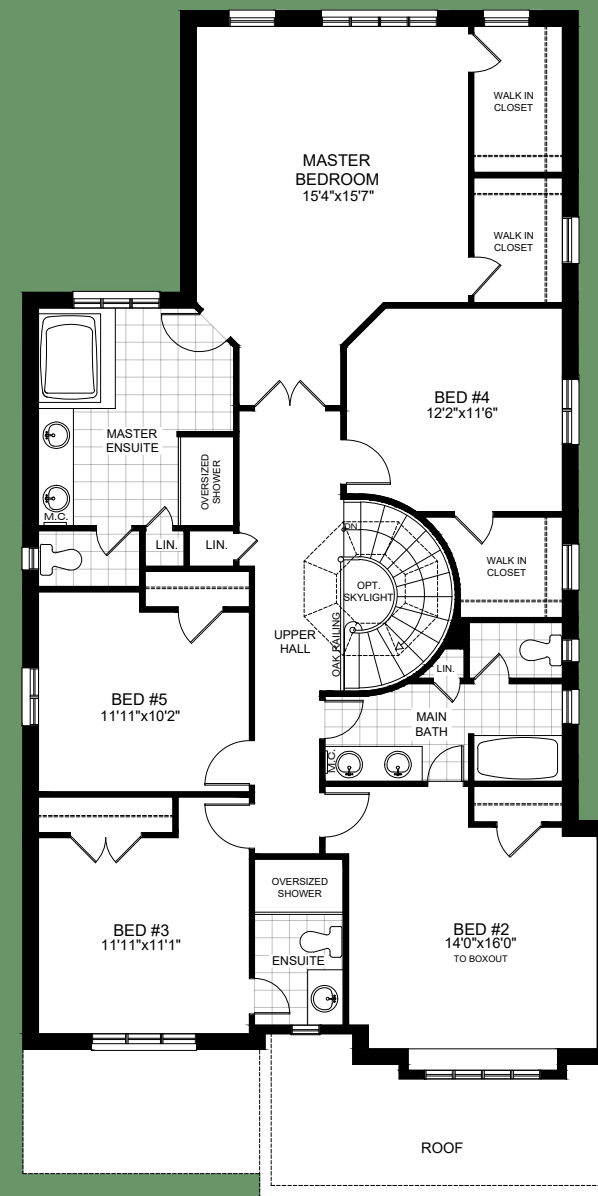 WALK IN
CLOSET
MASTER
BEDROOM
15'4"x15'7"
WALK IN
CLOSET
BED #4
12'2"x11'6"
MASTER
ENSUITE
OVERSIZED
SHOWER
M.C.
DN
LIN.
LIN.
WALK IN
CLOSET
OPT.
SKYLIGHT
UPPER
HALL
OAK RAILING
LIN.
BED #5
11'11"x10'2"
MAIN
BATH
M.C.
OVERSIZED
SHOWER
BED #3
11'11"x11'1"
BED #2
14'0"x16'0"
TO BOXOUT
ENSUITE
ROOF